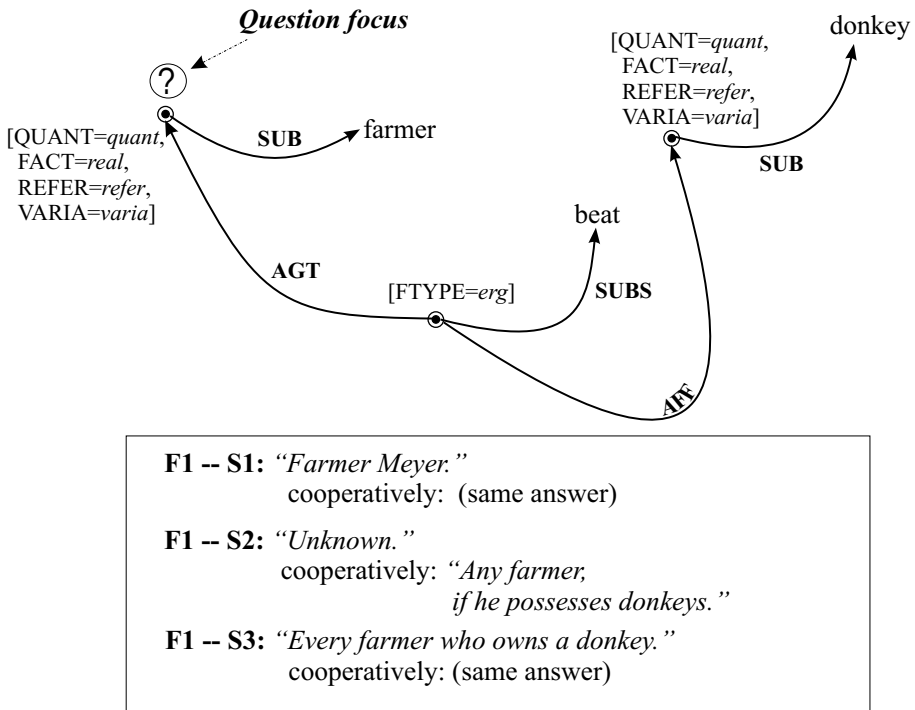 Question focus
?
[QUANT=quant,
FACT=real,
REFER=refer,
VARIA=varia]
SUB
farmer
donkey
[QUANT=quant,
FACT=real,
REFER=refer,
VARIA=varia]
SUB
beat
AGT
[FTYPE=erg]
SUBS
AFF
F1 -- S1: “Farmer Meyer.”
cooperatively: (same answer)
F1 -- S2: “Unknown.”
cooperatively: “Any farmer,
if he possesses donkeys.”
F1 -- S3: “Every farmer who owns a donkey.”
cooperatively: (same answer)